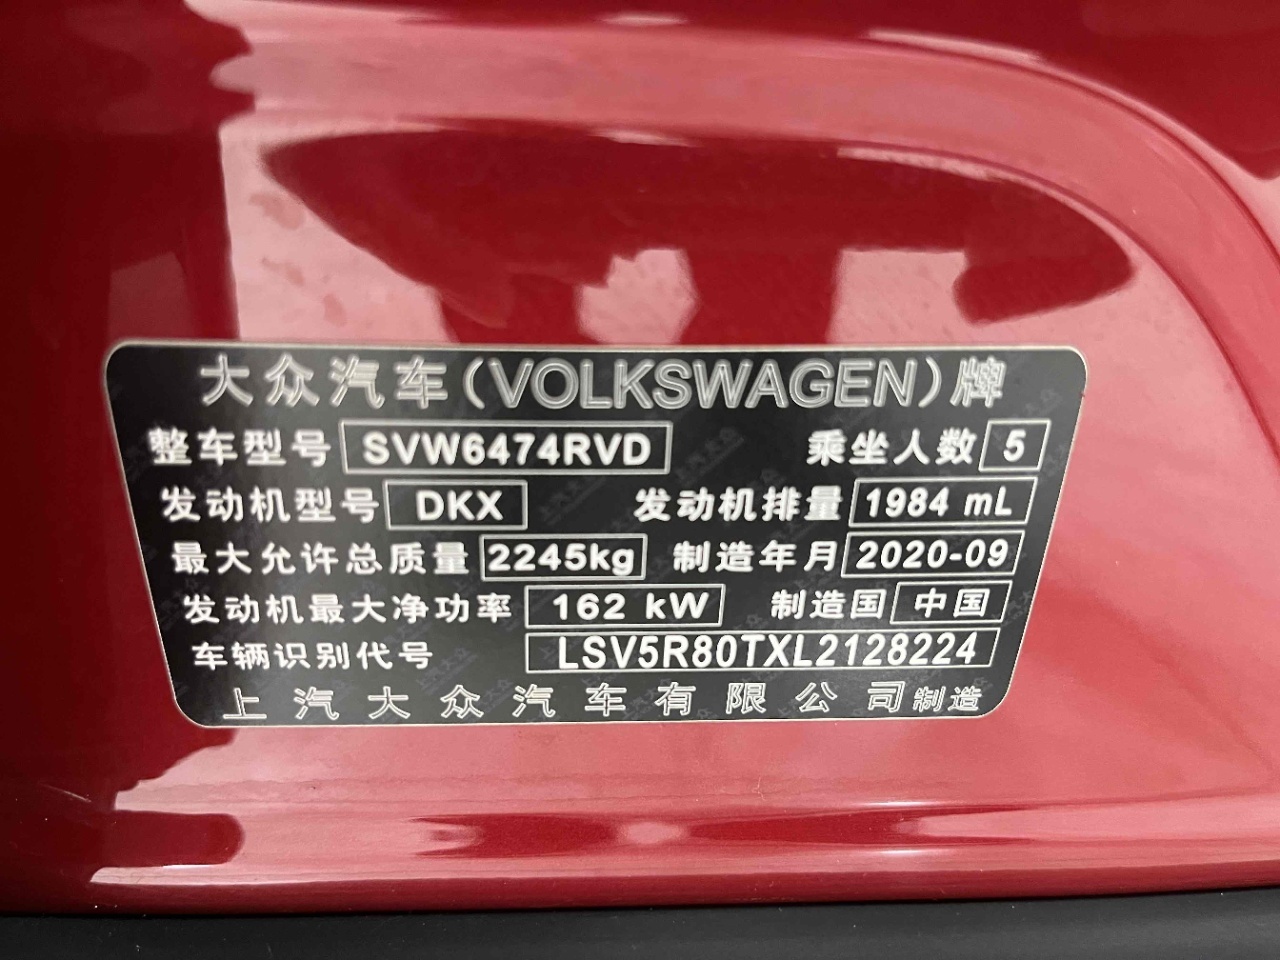 大众汽车(VOLKSWAGEN)牌
整车型号 SVW6474RVD 乘坐人数 5
发动机型号 DKX 发动机排量 1984 mL
最大允许总质量 2245kg 制造年月 2020-09
发动机最大净功率 162 kW 制造国 中国
车辆识别代号 LSV5R80TXL2128224
上汽大众汽车有限公司制造